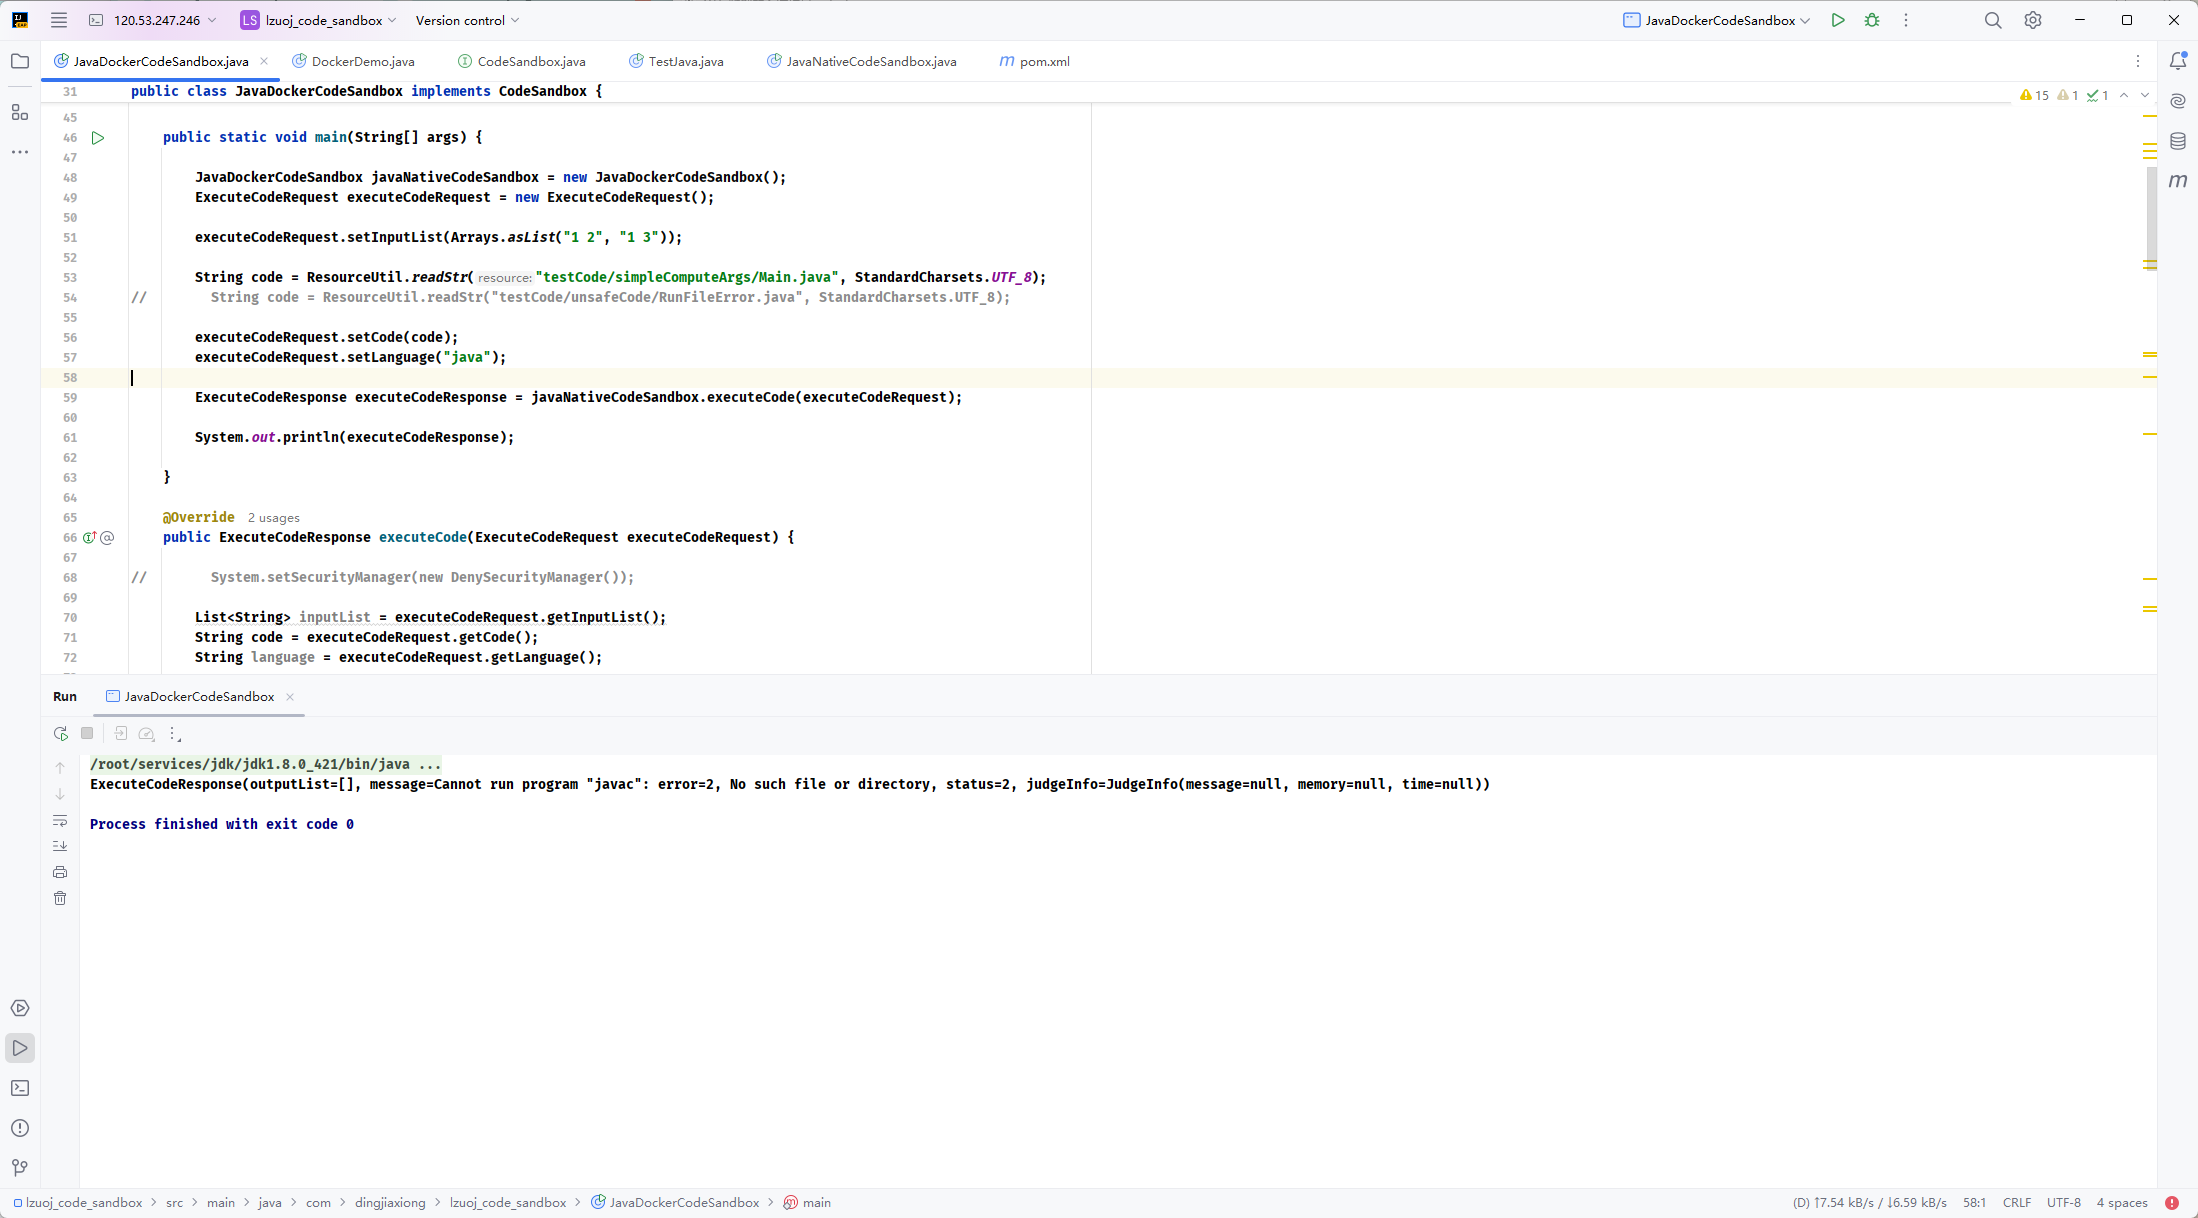 120.53.247.246 LS lzuoj_code_sandbox Version control JavaDockerCodeSandbox
JavaDockerCodeSandbox.java DockerDemo.java CodeSandbox.java TestJava.java JavaNativeCodeSandbox.java m pom.xml
31 public class JavaDockerCodeSandbox implements CodeSandbox { 15 1 1
45
46 public static void main(String[] args) {
47
48 JavaDockerCodeSandbox javaNativeCodeSandbox = new JavaDockerCodeSandbox();
49 ExecuteCodeRequest executeCodeRequest = new ExecuteCodeRequest();
50
51 executeCodeRequest.setInputList(Arrays.asList("1 2", "1 3"));
52
53 String code = ResourceUtil.readStr( resource: "testCode/simpleComputeArgs/Main.java", StandardCharsets.UTF_8);
54 // String code = ResourceUtil.readStr("testCode/unsafeCode/RunFileError.java", StandardCharsets.UTF_8);
55
56 executeCodeRequest.setCode(code);
57 executeCodeRequest.setLanguage("java");
58
59 ExecuteCodeResponse executeCodeResponse = javaNativeCodeSandbox.executeCode(executeCodeRequest);
60
61 System.out.println(executeCodeResponse);
62
63 }
64
65 @Override 2 usages
66 public ExecuteCodeResponse executeCode(ExecuteCodeRequest executeCodeRequest) {
67
68 // System.setSecurityManager(new DenySecurityManager());
69
70 List<String> inputList = executeCodeRequest.getInputList();
71 String code = executeCodeRequest.getCode();
72 String language = executeCodeRequest.getLanguage();
Run JavaDockerCodeSandbox
/root/services/jdk/jdk1.8.0_421/bin/java ...
ExecuteCodeResponse(outputList=[], message=Cannot run program "javac": error=2, No such file or directory, status=2, judgeInfo=JudgeInfo(message=null, memory=null, time=null))
Process finished with exit code 0
lzuoj_code_sandbox > src > main > java > com > dingjiaxiong > lzuoj_code_sandbox > JavaDockerCodeSandbox > main (D) ↑7.54 kB/s / ↓6.59 kB/s 58:1 CRLF UTF-8 4 spaces